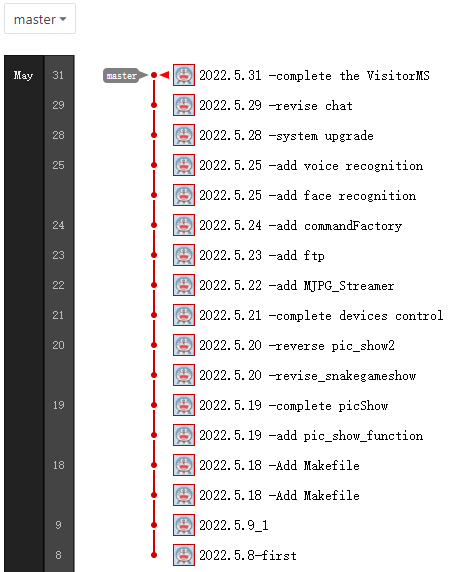 master
May 31 master 2022.5.31 —complete the VisitorMS
29 2022.5.29 —revise chat
28 2022.5.28 —system upgrade
25 2022.5.25 —add voice recognition
2022.5.25 —add face recognition
24 2022.5.24 —add commandFactory
23 2022.5.23 —add ftp
22 2022.5.22 —add MJPG_Streamer
21 2022.5.21 —complete devices control
20 2022.5.20 —reverse pic_show2
2022.5.20 —revise_snakegameshow
19 2022.5.19 —complete picShow
2022.5.19 —add pic_show_function
18 2022.5.18 —Add Makefile
2022.5.18 —Add Makefile
9 2022.5.9_1
8 2022.5.8—first